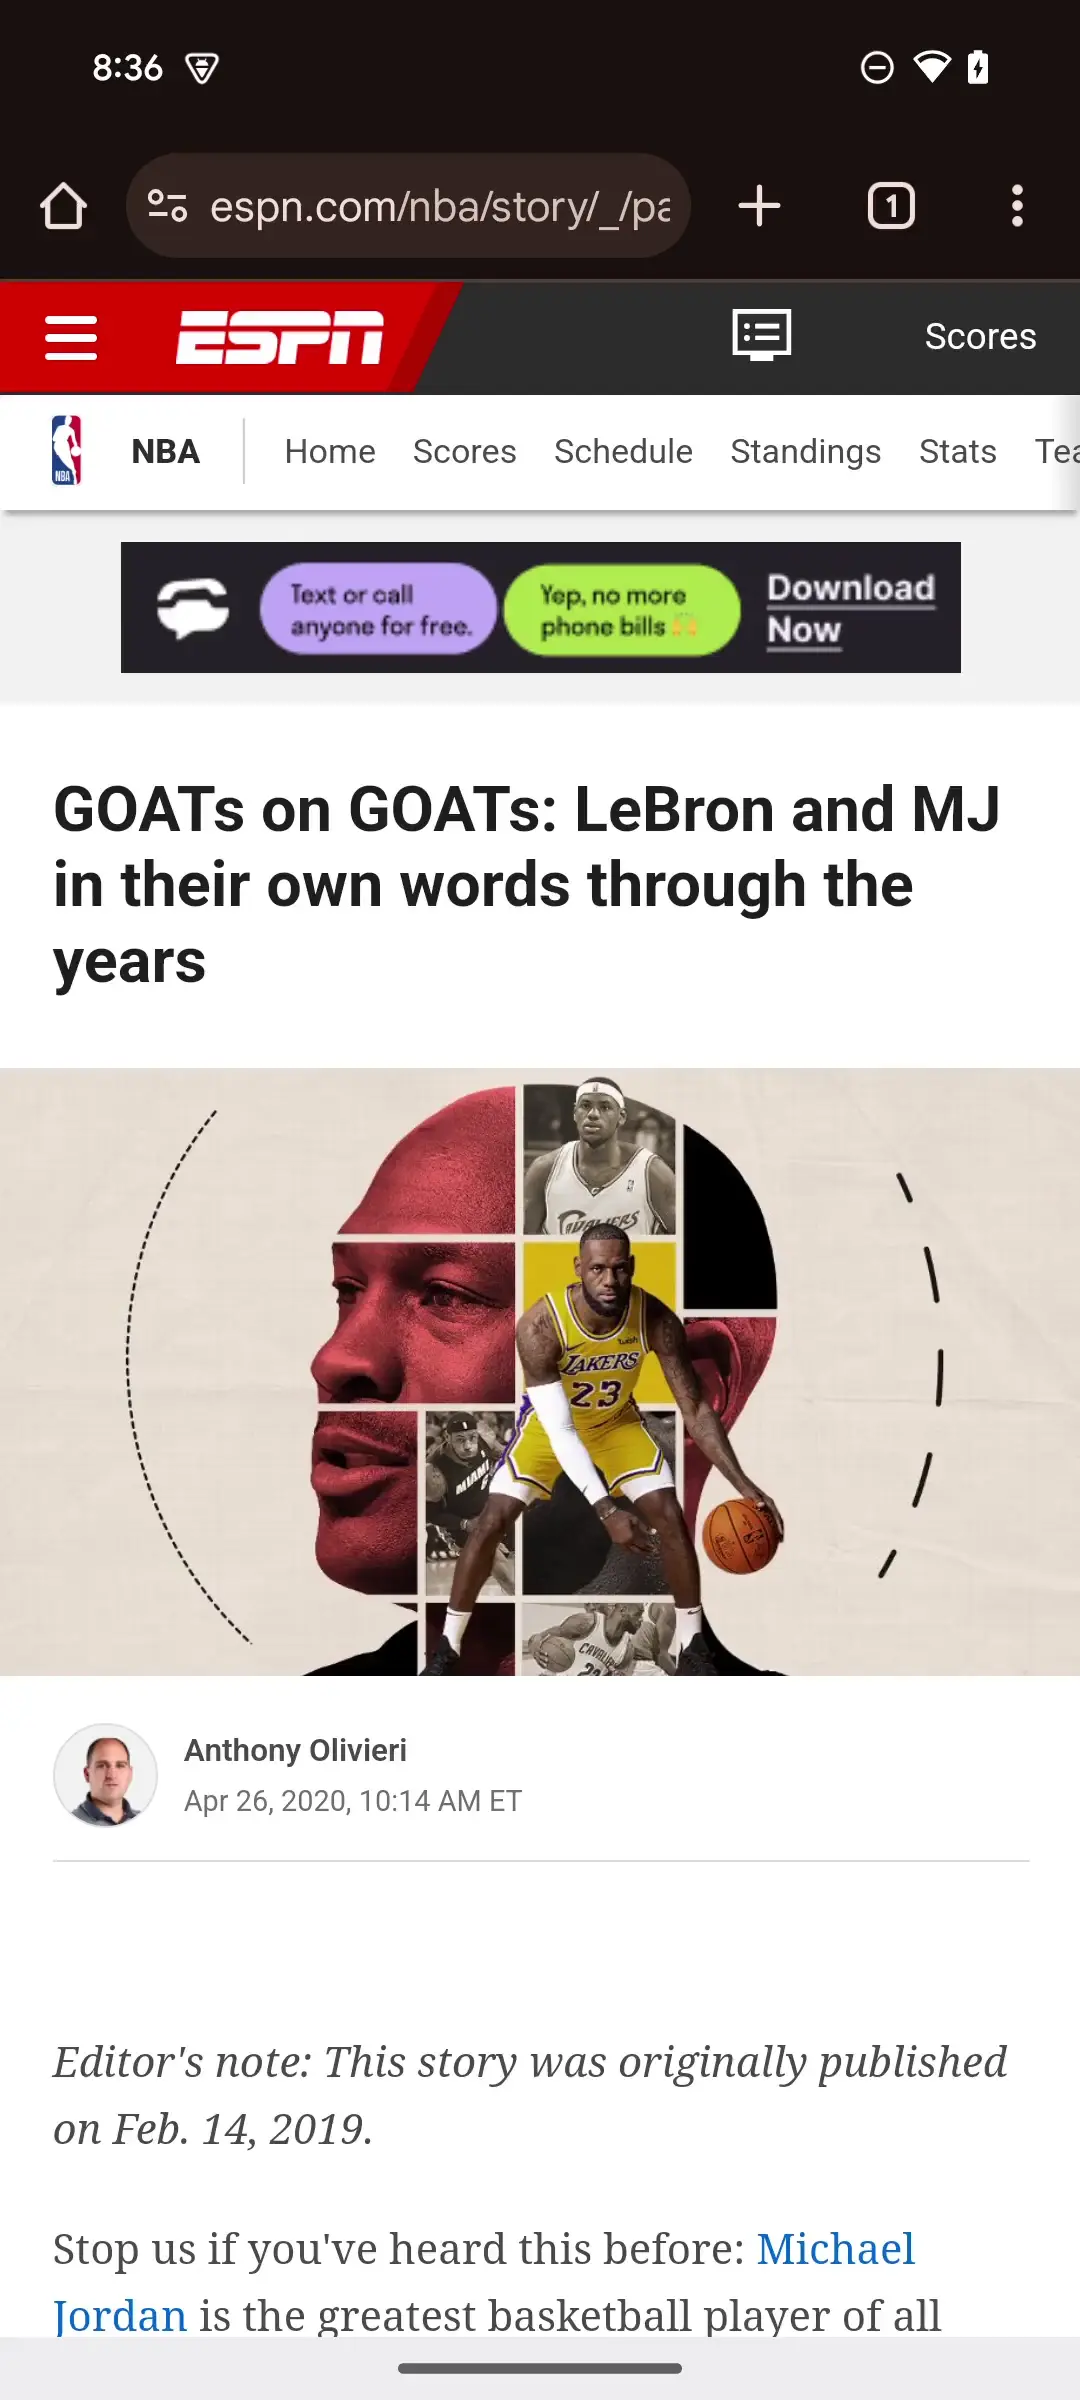 8:36
espn.com/nba/story/_/pa
1
ESPN
Scores
NBA
NBA
Home
Scores
Schedule
Standings
Stats
Tea
Text or call
anyone for free.
Yep, no more
phone bills
Download
Now
GOATs on GOATs: LeBron and MJ
in their own words through the
years
CAVALIERS
LAKERS
23
MIAMI
Anthony Olivieri
Apr 26, 2020, 10:14 AM ET
Editor's note: This story was originally published
on Feb. 14, 2019.
Stop us if you've heard this before: Michael
Jordan is the greatest basketball player of all